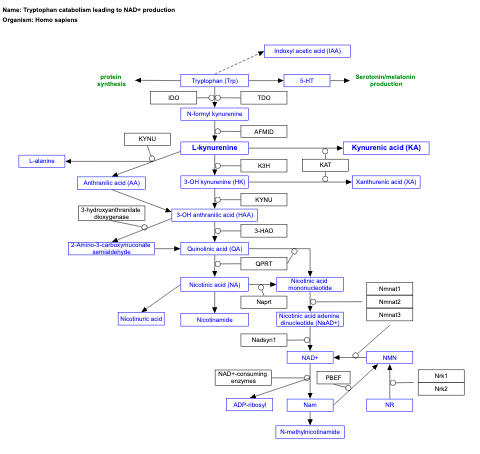 Name: Tryptophan catabolism leading to NAD+ production
Organism: Homo sapiens
Indoxyl acetic acid (IAA)
protein
synthesis
Tryptophan (Trp)
5-HT
Serotonin/melatonin
production
IDO
TDO
N-formyl kynurenine
AFMID
KYNU
L-kynurenine
Kynurenic acid (KA)
L-alanine
K3H
KAT
Anthranilic acid (AA)
3-OH kynurenine (HK)
Xanthurenic acid (XA)
KYNU
3-hydroxyanthranilate
dioxygenase
3-OH anthranilic acid (HAA)
3-HAO
2-Amino-3-carboxymuconate
semialdehyde
Quinolinic acid (QA)
QPRT
Nicotinic acid (NA)
Nicotinic acid
mononucleotide
Naprt
Nmnat1
Nmnat2
Nmnat3
Nicotinuric acid
Nicotinamide
Nicotinic acid adenine
dinucleotide (NaAD+)
Nadsyn1
NAD+
NMN
NAD+-consuming
enzymes
PBEF
Nrk1
Nrk2
ADP-ribosyl
Nam
NR
N-methylnicotinamide